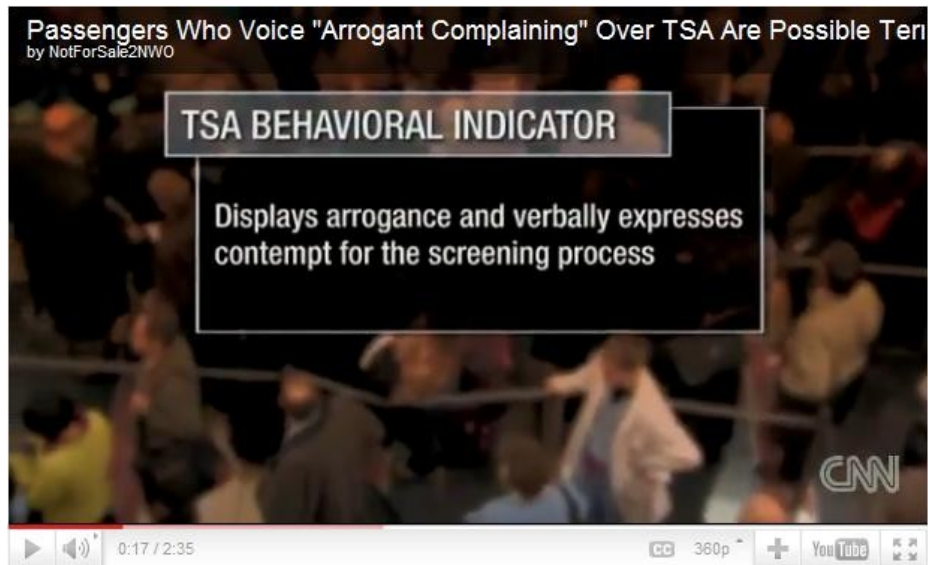 Passengers Who Voice "Arrogant Complaining" Over TSA Are Possible Terr
by NotForSale2NWO
TSA BEHAVIORAL INDICATOR
Displays arrogance and verbally expresses
contempt for the screening process
CNN
0:17 / 2:35
CC
360p
YouTube